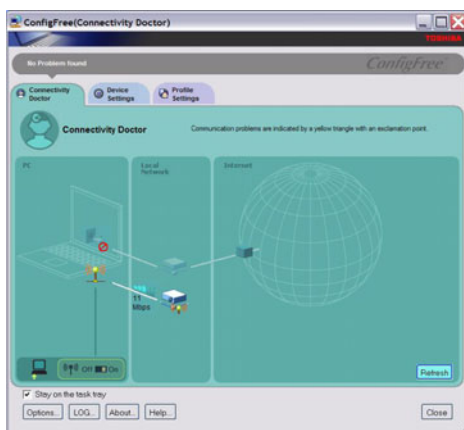 ConfigFree(Connectivity Doctor)
TOSHIBA
No Problem found
ConfigFree
Connectivity
Doctor
Device
Settings
Profile
Settings
Connectivity Doctor
Communication problems are indicated by a yellow triangle with an exclamation point.
PC
Local
Network
Internet
11
Mbps
Off On
Refresh
Stay on the task tray
Options... LOG... About... Help... Close